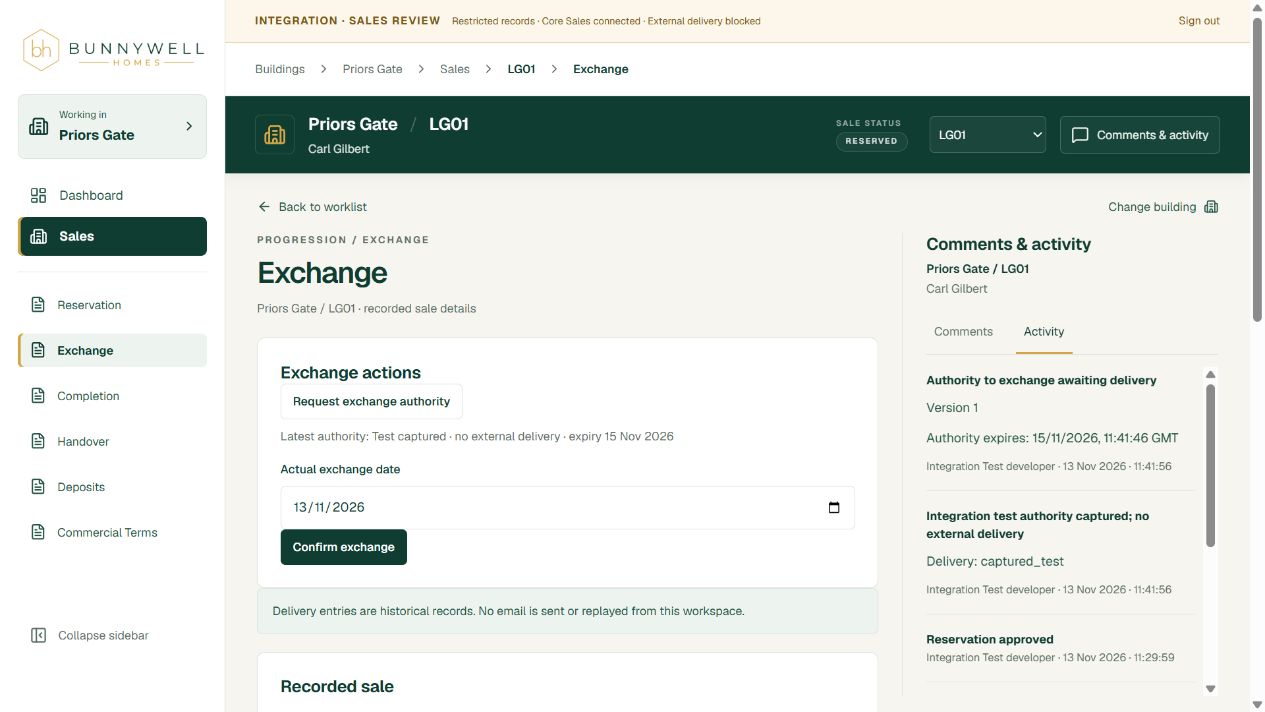 INTEGRATION · SALES REVIEW Restricted records · Core Sales connected · External delivery blocked Sign out
bh BUNNYWELL
HOMES
Working in
Priors Gate
Dashboard
Sales
Reservation
Exchange
Completion
Handover
Deposits
Commercial Terms
Collapse sidebar
Buildings > Priors Gate > Sales > LG01 > Exchange
Priors Gate / LG01
Carl Gilbert
SALE STATUS
RESERVED
LG01
Comments & activity
Back to worklist
Change building
PROGRESSION / EXCHANGE
Exchange
Priors Gate / LG01 · recorded sale details
Exchange actions
Request exchange authority
Latest authority: Test captured · no external delivery · expiry 15 Nov 2026
Actual exchange date
13/11/2026
Confirm exchange
Delivery entries are historical records. No email is sent or replayed from this workspace.
Recorded sale
Comments & activity
Priors Gate / LG01
Carl Gilbert
Comments Activity
Authority to exchange awaiting delivery
Version 1
Authority expires: 15/11/2026, 11:41:46 GMT
Integration Test developer · 13 Nov 2026 · 11:41:56
Integration test authority captured; no
external delivery
Delivery: captured_test
Integration Test developer · 13 Nov 2026 · 11:41:56
Reservation approved
Integration Test developer · 13 Nov 2026 · 11:29:59